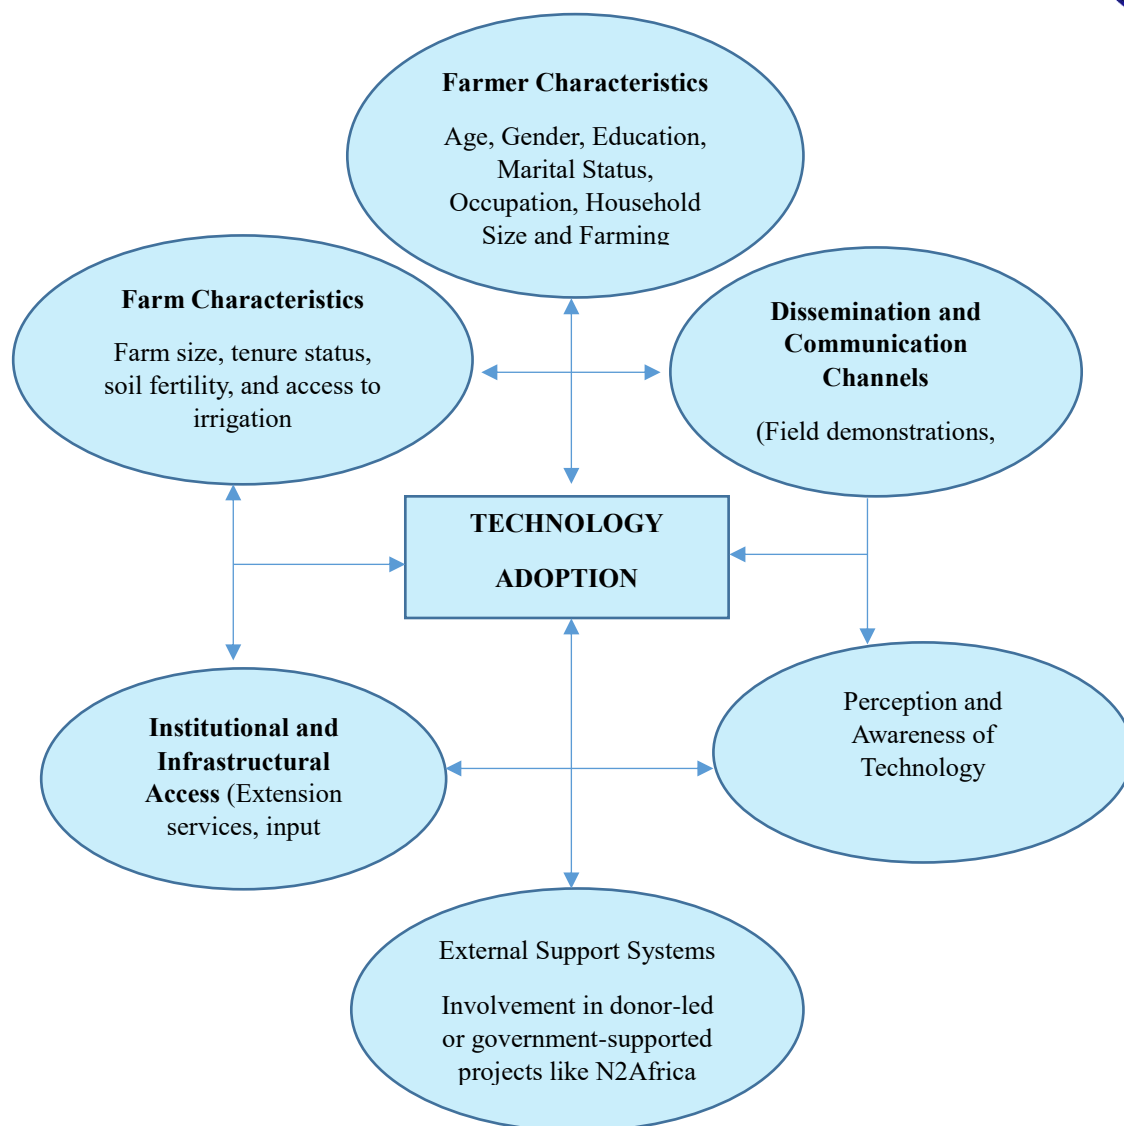 Farmer Characteristics
Age, Gender, Education,
Marital Status,
Occupation, Household
Size and Farming
Farm Characteristics
Farm size, tenure status,
soil fertility, and access to
irrigation
Dissemination and
Communication
Channels
(Field demonstrations,
TECHNOLOGY
ADOPTION
Institutional and
Infrastructural
Access (Extension
services, input
Perception and
Awareness of
Technology
External Support Systems
Involvement in donor-led
or government-supported
projects like N2Africa